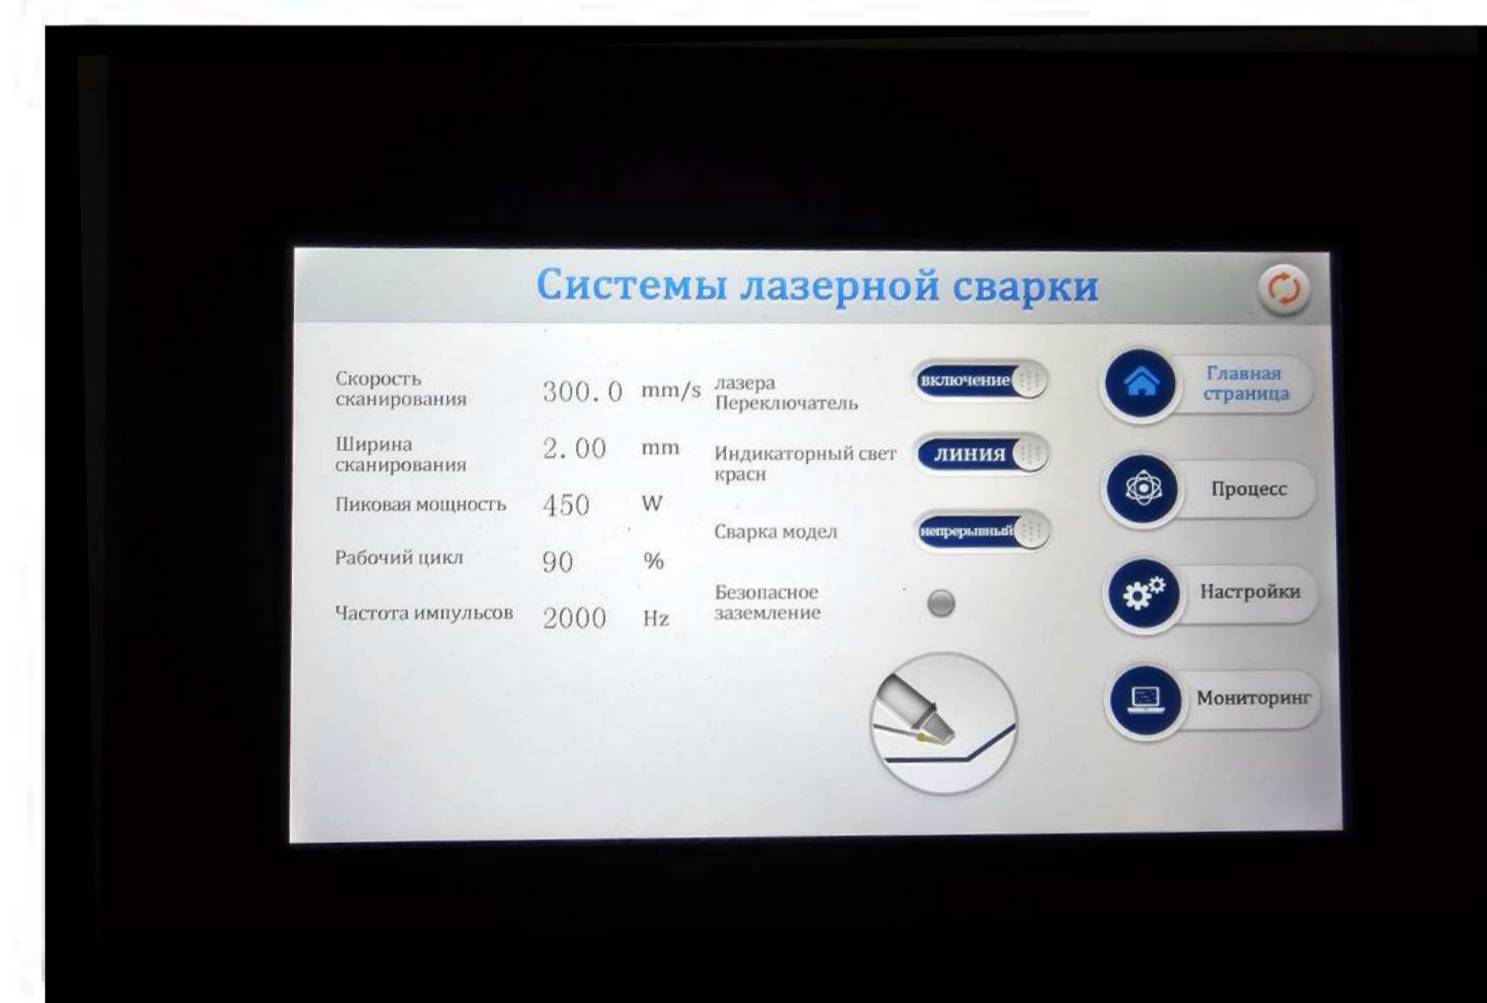 Системы лазерной сварки
Скорость
сканирования
300.0 mm/s
Ширина
сканирования
2.00 mm
Пиковая мощность 450 W
Рабочий цикл 90 %
Частота импульсов 2000 Hz
лазера
Переключатель
включение
Индикаторный свет
красн
линия
Сварка модел
непрерывный
Безопасное
заземление
Главная
страница
Процесс
Настройки
Мониторинг